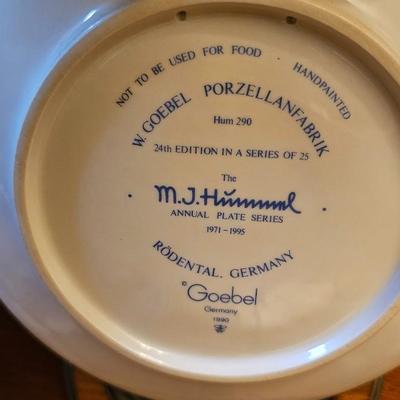 NOT TO BE USED FOR FOOD HANDPAINTED
W. GOEBEL PORZELLANFABRIK
Hum 290
24th EDITION IN A SERIES OF 25
The
M.J.Hummel
ANNUAL PLATE SERIES
1971-1995
RÖDENTAL, GERMANY
© Goebel
Germany
1990